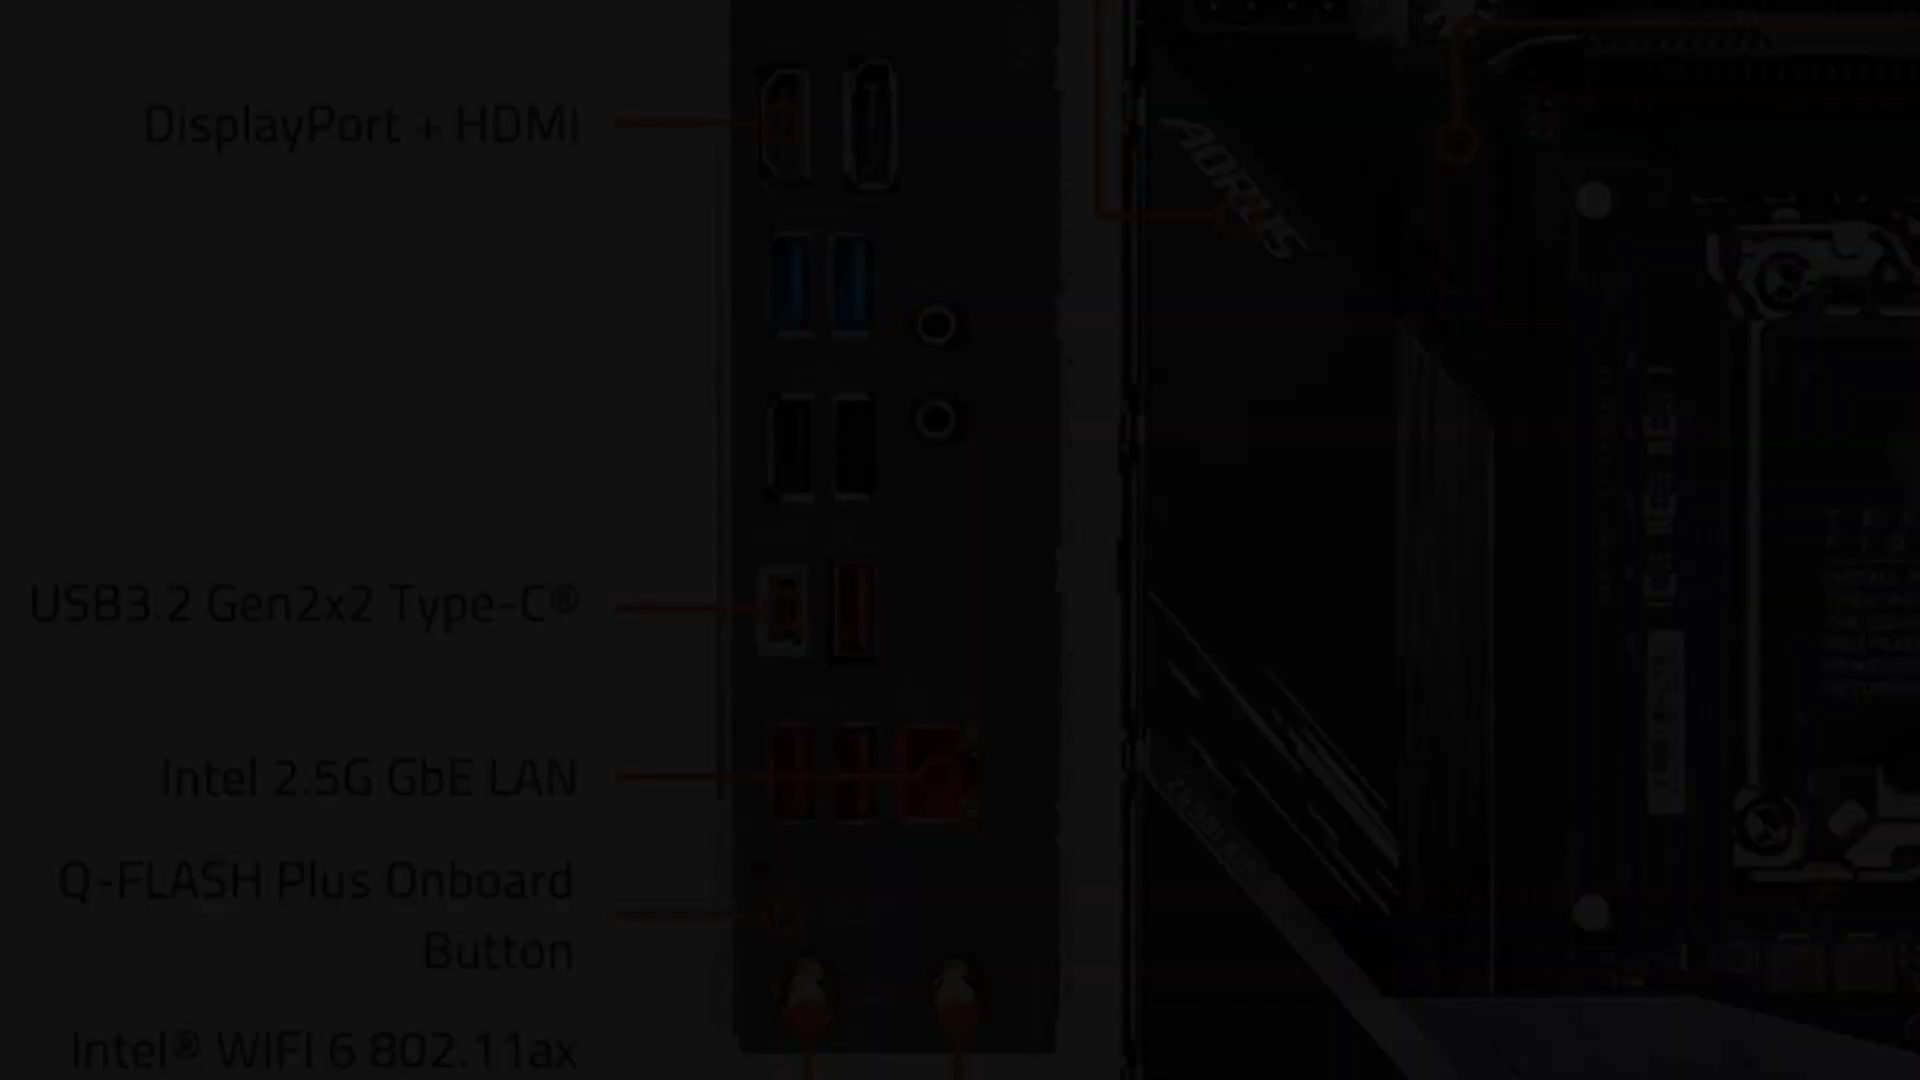 DisplayPort + HDMI
AORUS
USB3.2 Gen2x2 Type-C®
Intel 2.5G GbE LAN
Q-FLASH Plus Onboard
Button
Intel® WIFI 6 802.11ax